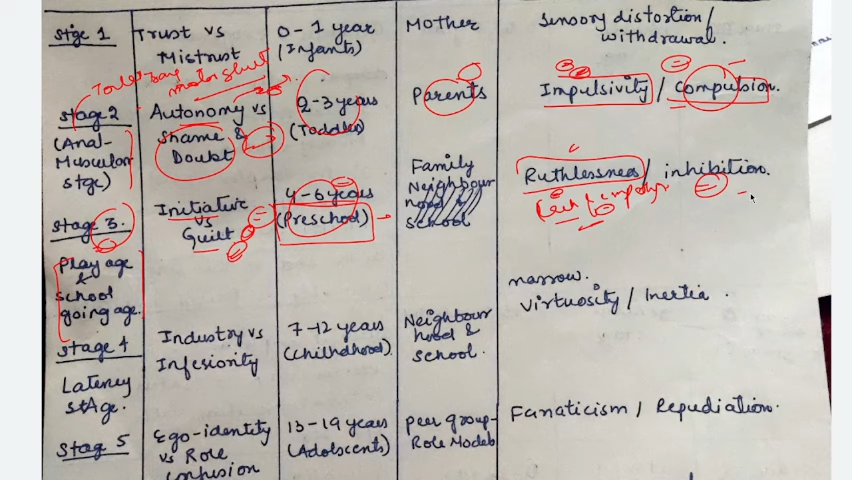 Stage 1
Trust vs
Mistrust
0-1 year
(Infants)
Mother
Sensory distortion/
withdrawal.
Stage 2
(Anal-
Muscular
stge)
Autonomy vs
Shame &
Doubt
2-3 years
(Toddles)
Parents
Impulsivity / Compulsion.
Stage 3.
Play age
&
School
going age.
Initiative
vs
Guilt
4-6 years
(Preschool)
Family
Neighbour
hood &
School
Ruthlessness/ inhibition.
Stage 4
Latency
stAge.
Industry vs
Inferiority
7-12 years
(Childhood)
Neighbour
hood &
School.
narrow.
virtuosity / Inertia.
Stage 5
Ego-identity
vs Role
Confusion
13-19 years
(Adolscents)
Peer group-
Role Models
Fanaticism / Repudiation.